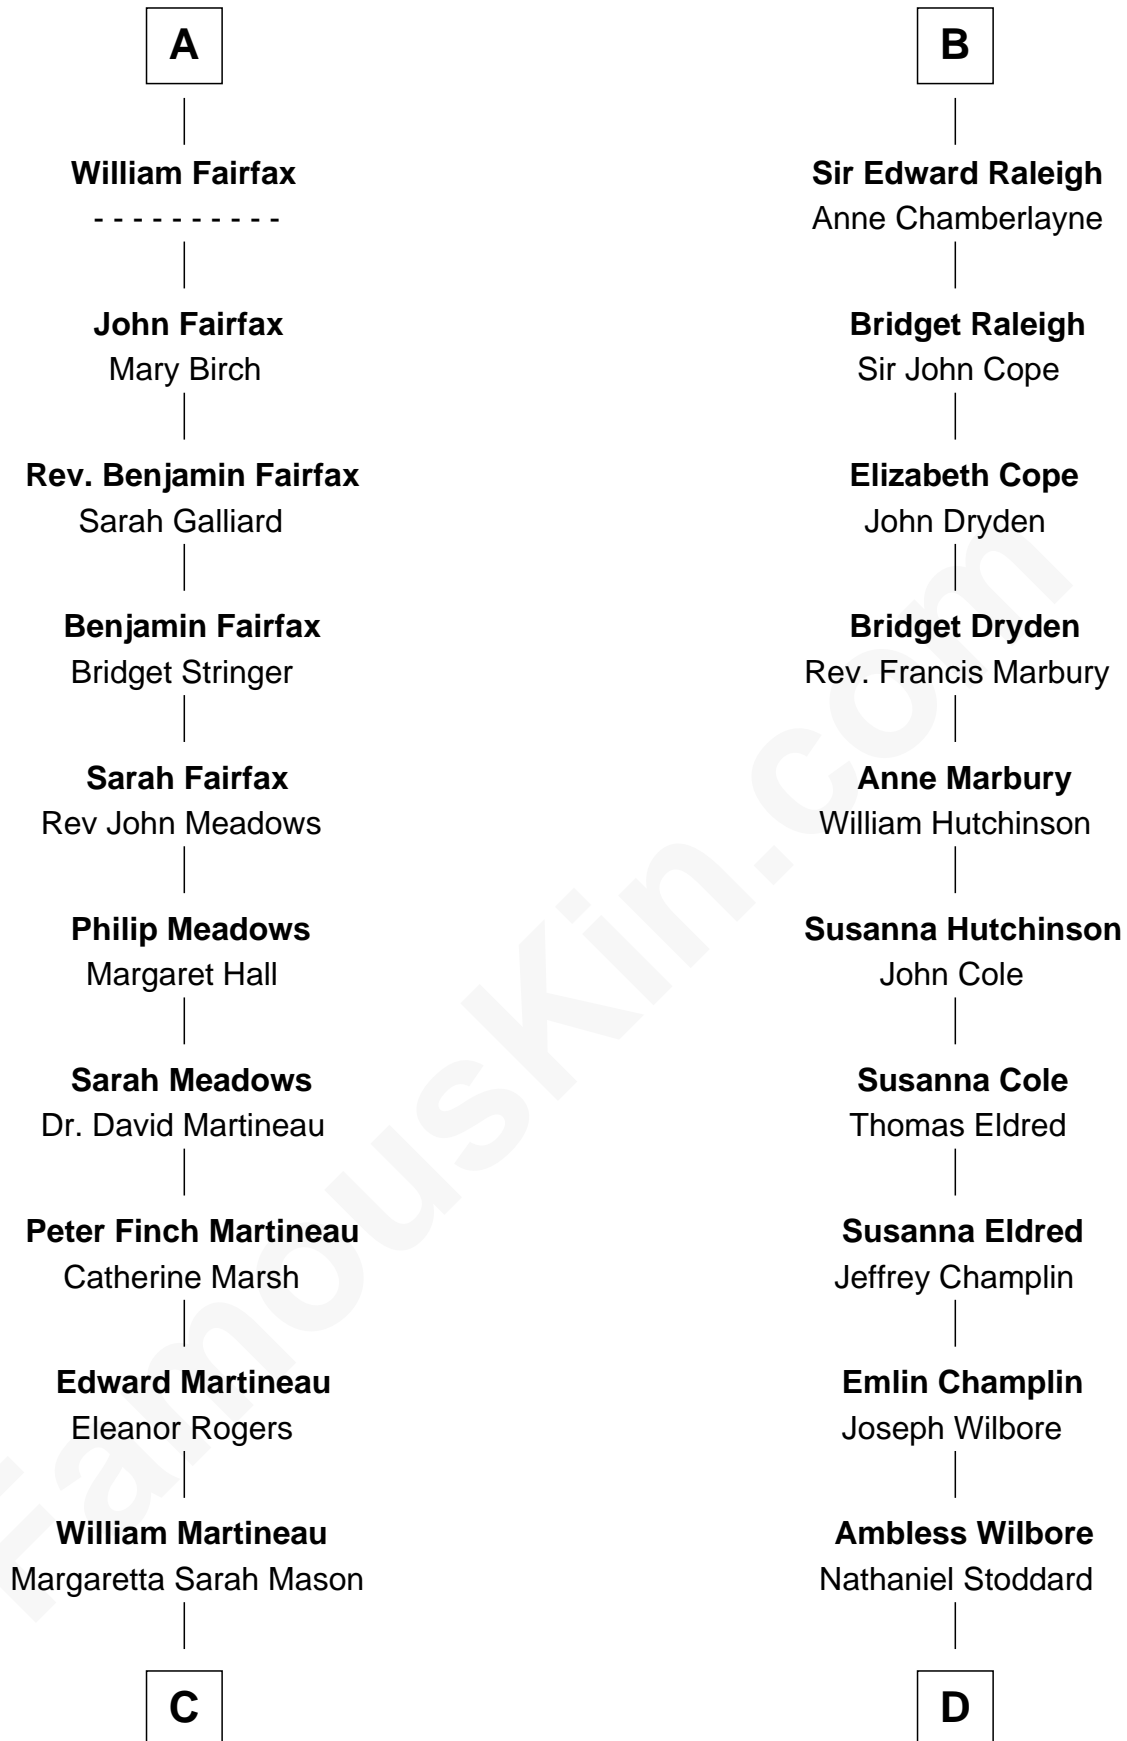 A
William Fairfax
- - - - - - - - - -
John Fairfax
Mary Birch
Rev. Benjamin Fairfax
Sarah Galliard
Benjamin Fairfax
Bridget Stringer
Sarah Fairfax
Rev John Meadows
Philip Meadows
Margaret Hall
Sarah Meadows
Dr. David Martineau
Peter Finch Martineau
Catherine Marsh
Edward Martineau
Eleanor Rogers
William Martineau
Margaretta Sarah Mason
C
B
Sir Edward Raleigh
Anne Chamberlayne
Bridget Raleigh
Sir John Cope
Elizabeth Cope
John Dryden
Bridget Dryden
Rev. Francis Marbury
Anne Marbury
William Hutchinson
Susanna Hutchinson
John Cole
Susanna Cole
Thomas Eldred
Susanna Eldred
Jeffrey Champlin
Emlin Champlin
Joseph Wilbore
Ambless Wilbore
Nathaniel Stoddard
D
FamousKin.com